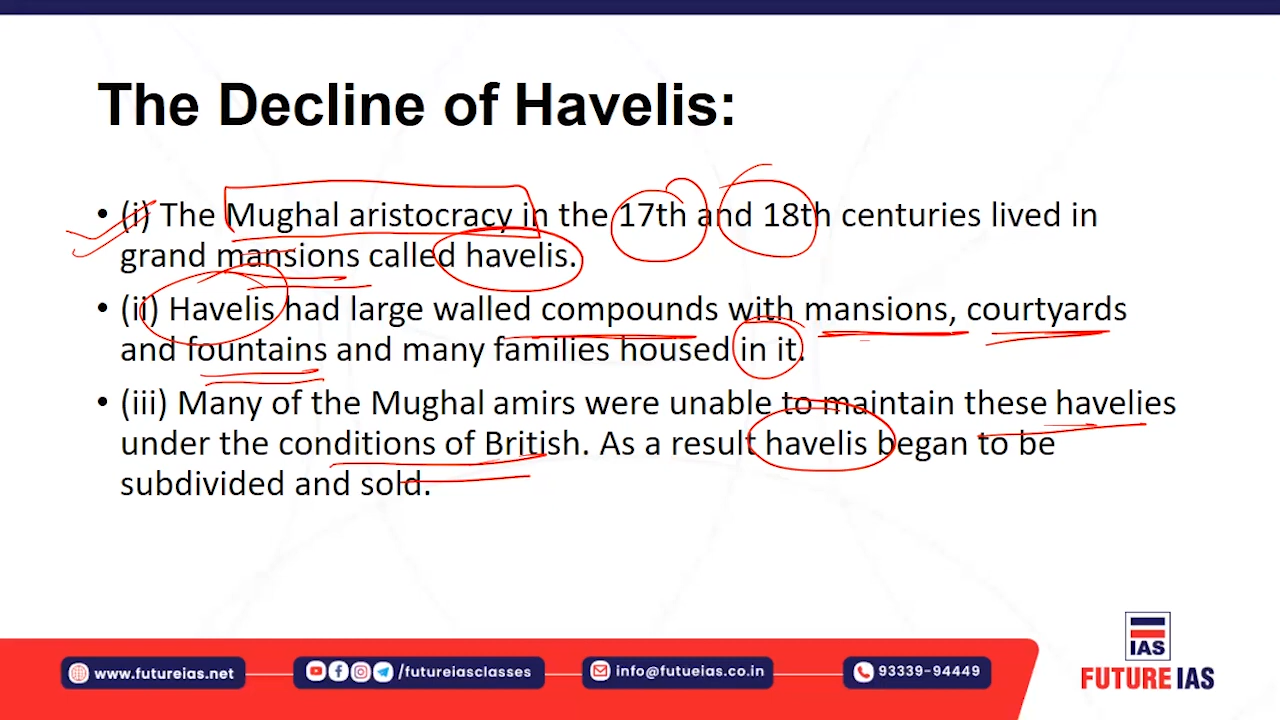 The Decline of Havelis:
• (i) The Mughal aristocracy in the 17th and 18th centuries lived in
grand mansions called havelis.
• (ii) Havelis had large walled compounds with mansions, courtyards
and fountains and many families housed in it.
• (iii) Many of the Mughal amirs were unable to maintain these havelies
under the conditions of British. As a result havelis began to be
subdivided and sold.
IAS
FUTURE IAS
www.futureias.net
/futureiasclasses
info@futueias.co.in
93339-94449